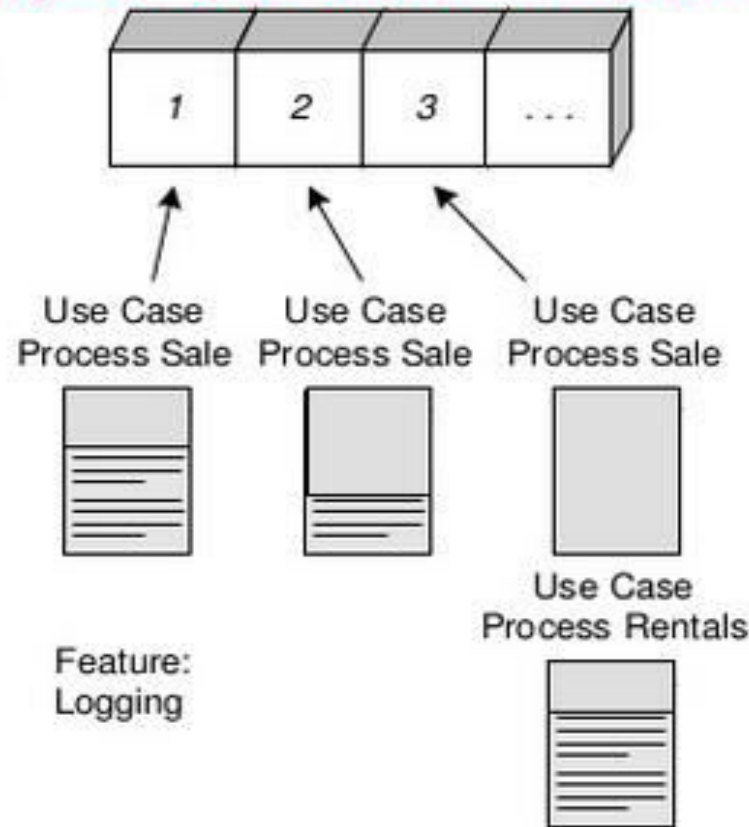 1 2 3 . . .
Use Case Use Case Use Case
Process Sale Process Sale Process Sale
Use Case
Process Rentals
Feature:
Logging